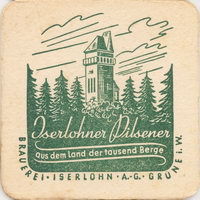 Iserlohner Pilsener
aus dem Land der tausend Berge
BRAUEREI · ISERLOHN · A.-G. · GRÜNE i. W.